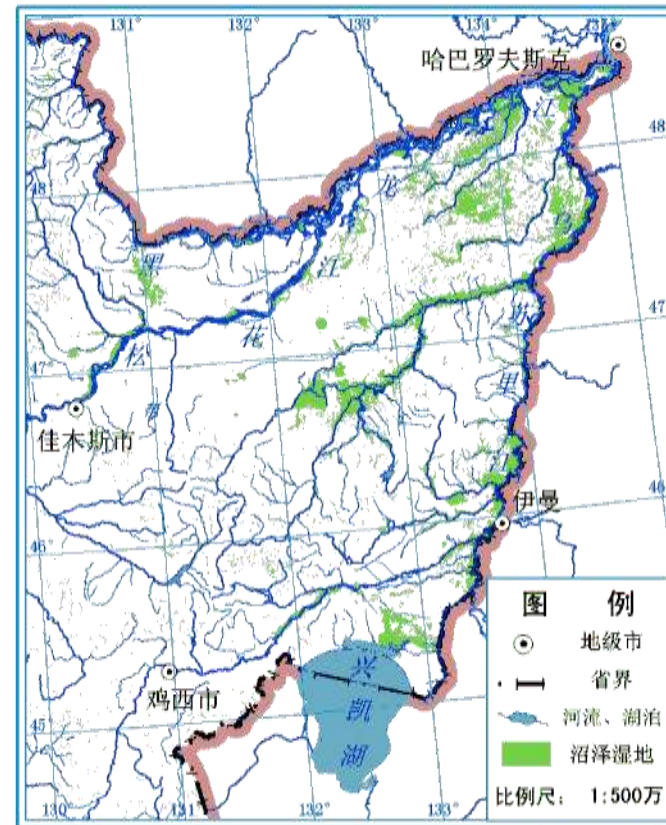 131°
132°
133°
134°
135°
哈巴罗夫斯克
江
48
龙
48
乌
黑
江
苏
47
花
松
里
47
佳木斯市
江
伊曼
46
46
图 例
地级市
兴
省界
鸡西市
凯
河流、湖泊
45
湖
沼泽湿地
比例尺： 1:500万
130°
131°
132°
133°